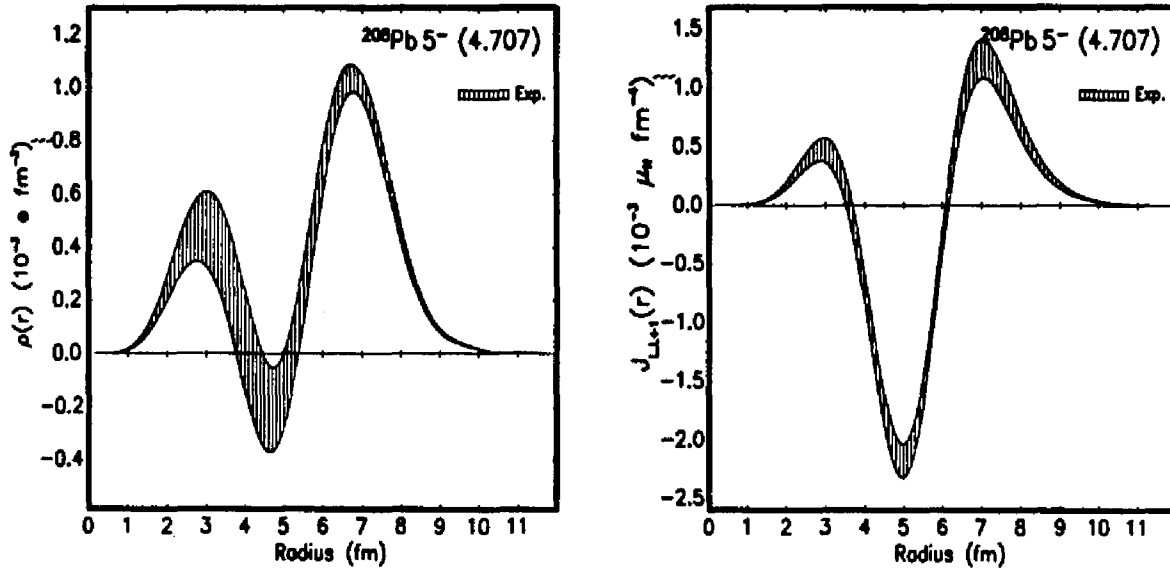 ²⁰⁸Pb 5⁻ (4.707)
Exp.
ρ(r) (10⁻³ e fm⁻³)
1.2
1.0
0.8
0.6
0.4
0.2
0.0
−0.2
−0.4
0 1 2 3 4 5 6 7 8 9 10 11
Radius (fm)
²⁰⁸Pb 5⁻ (4.707)
Exp.
J_{L,L+1}(r) (10⁻³ μ_N fm⁻⁴)
1.5
1.0
0.5
0.0
−0.5
−1.0
−1.5
−2.0
−2.5
0 1 2 3 4 5 6 7 8 9 10 11
Radius (fm)